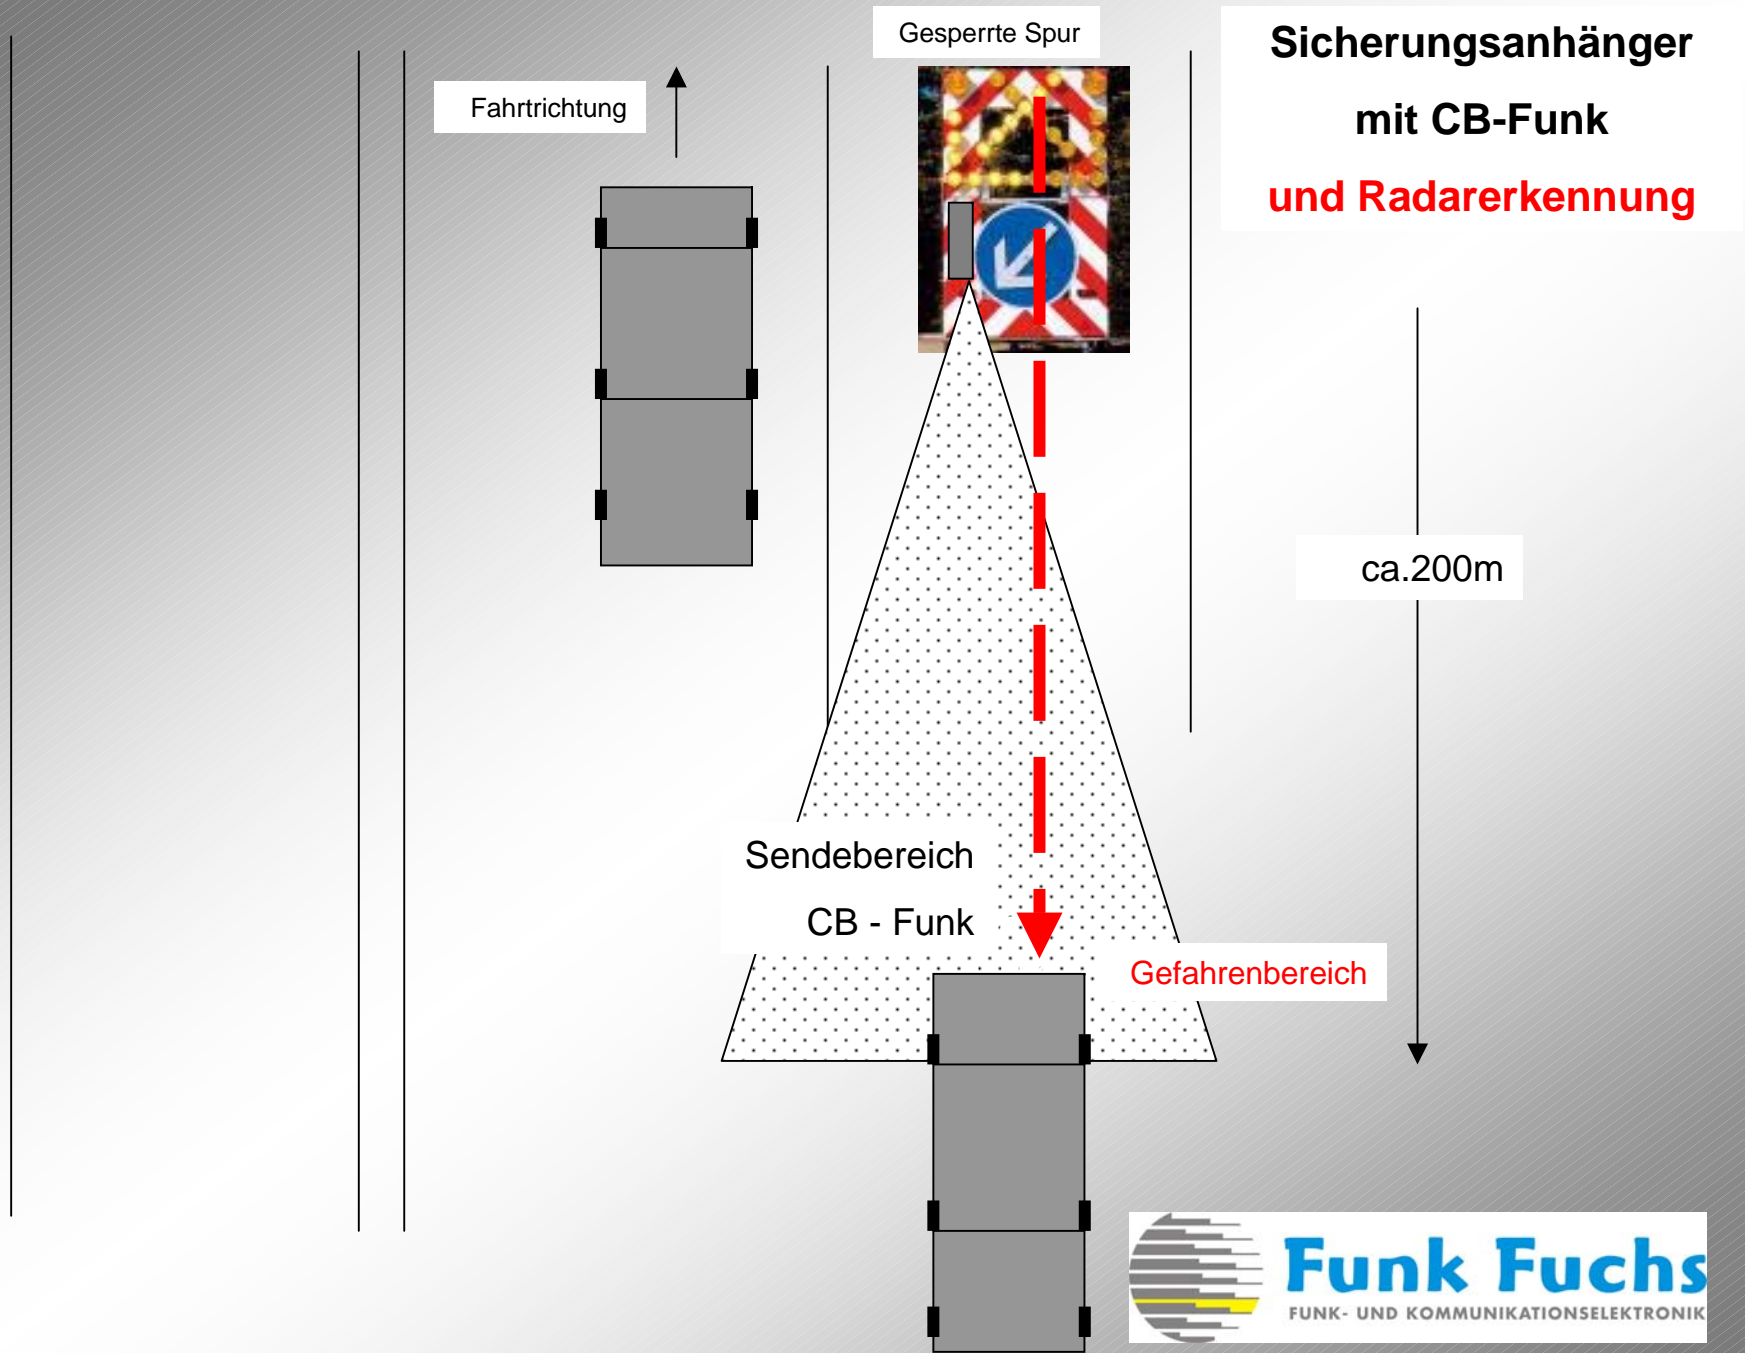 Gesperrte Spur
Sicherungsanhänger
mit CB-Funk
und Radarerkennung
Fahrtrichtung
ca.200m
Sendebereich
CB - Funk
Gefahrenbereich
Funk Fuchs
FUNK- UND KOMMUNIKATIONSELEKTRONIK